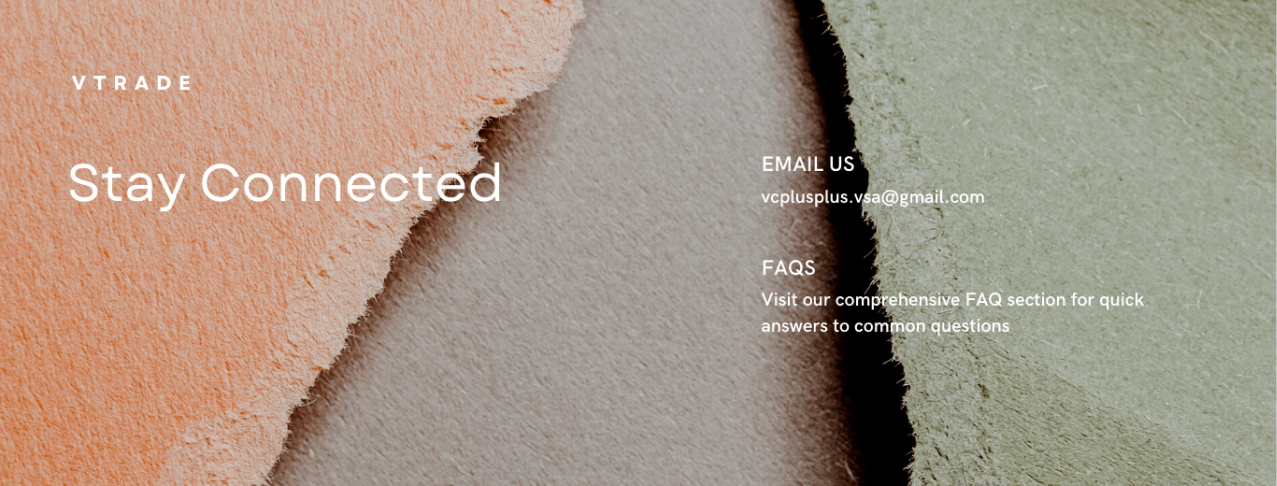 VTRADE
Stay Connected
EMAIL US
vcplusplus.vsa@gmail.com
FAQS
Visit our comprehensive FAQ section for quick
answers to common questions